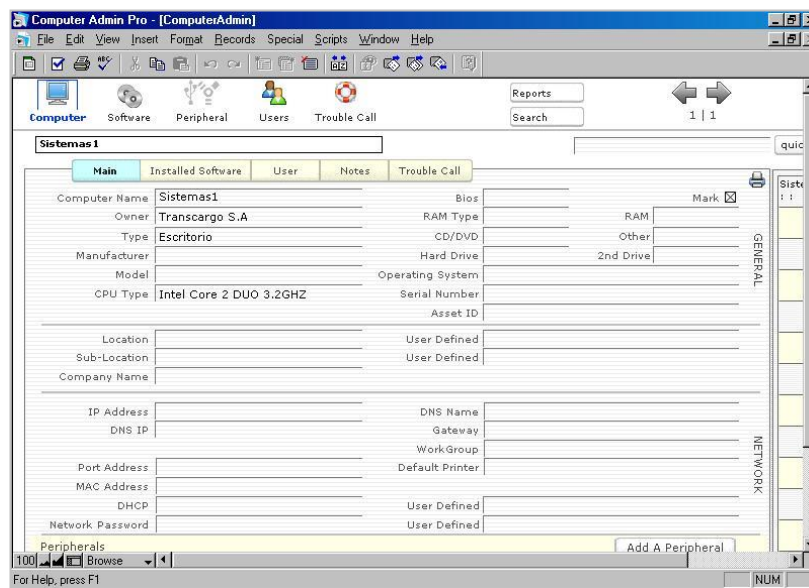 Computer Admin Pro - [ComputerAdmin]
File Edit View Insert Format Records Special Scripts Window Help
Computer Software Peripheral Users Trouble Call
Reports
Search
1 | 1
Sistemas1
quic
Main Installed Software User Notes Trouble Call
Siste
Computer Name Sistemas1 Bios Mark
Owner Transcargo S.A RAM Type RAM
Type Escritorio CD/DVD Other
Manufacturer Hard Drive 2nd Drive
Model Operating System
CPU Type Intel Core 2 DUO 3.2GHZ Serial Number
Asset ID
GENERAL
Location User Defined
Sub-Location User Defined
Company Name
IP Address DNS Name
DNS IP Gateway
WorkGroup
Port Address Default Printer
MAC Address
DHCP User Defined
Network Password User Defined
NETWORK
Peripherals Add A Peripheral
100 Browse
For Help, press F1 NUM